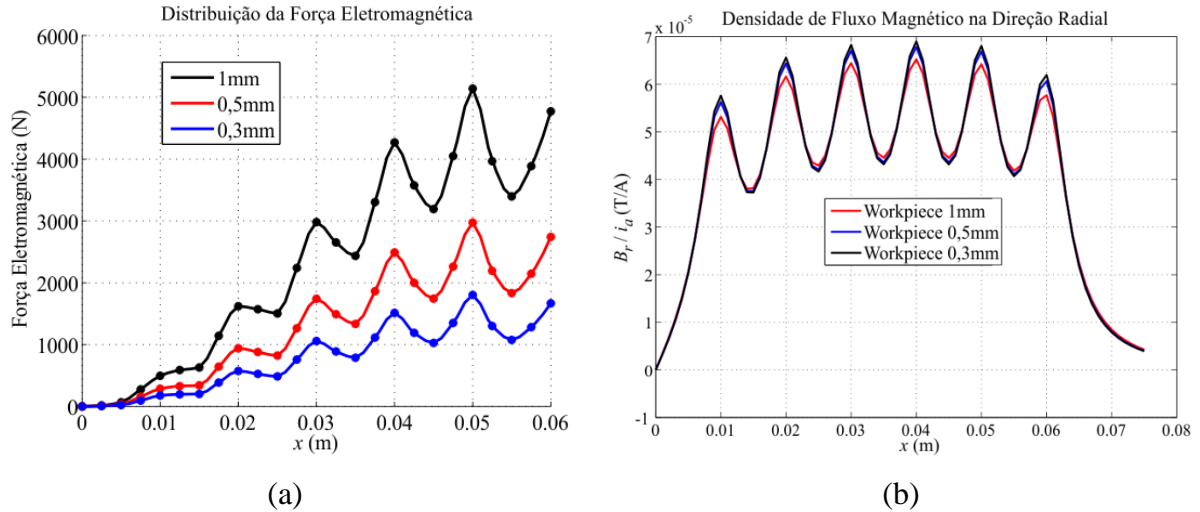 Distribuição da Força Eletromagnética
Força Eletromagnética (N)
6000
5000
4000
3000
2000
1000
0
1mm
0,5mm
0,3mm
0 0.01 0.02 0.03 0.04 0.05 0.06
x (m)
(a)
Densidade de Fluxo Magnético na Direção Radial
x 10⁻⁵
B_r / i_a (T/A)
7
6
5
4
3
2
1
0
-1
Workpiece 1mm
Workpiece 0,5mm
Workpiece 0,3mm
0 0.01 0.02 0.03 0.04 0.05 0.06 0.07 0.08
x (m)
(b)